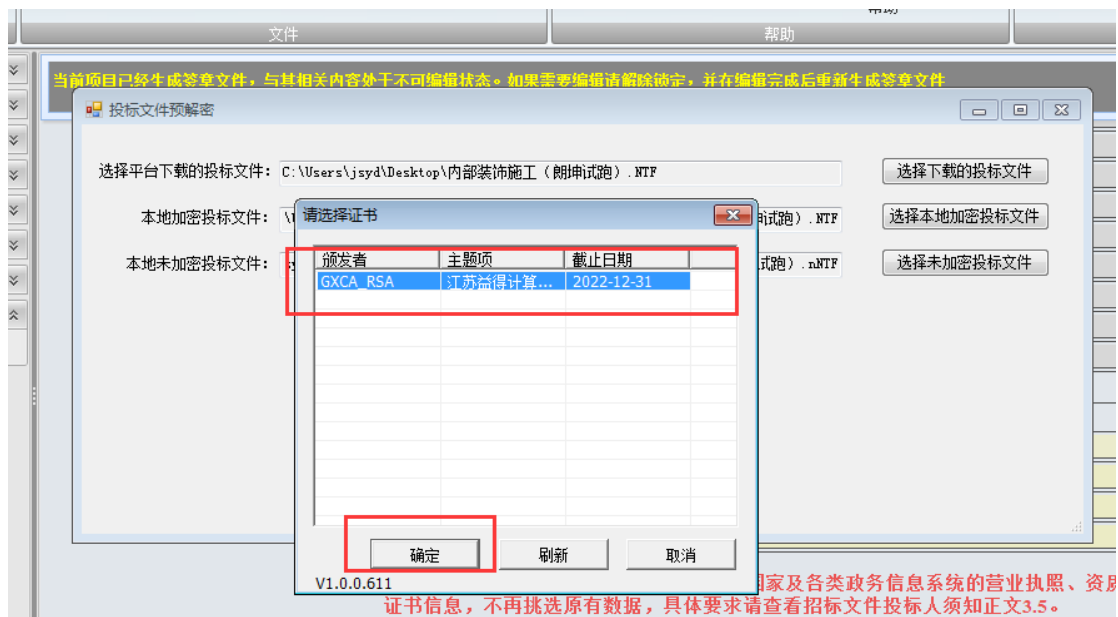 文件
帮助
当前项目已经生成签章文件，与其相关内容处于不可编辑状态。如果需要编辑请解除锁定，并在编辑完成后重新生成签章文件
投标文件预解密
选择平台下载的投标文件： C:\Users\jsyd\Desktop\内部装饰施工（朗坤试跑）.NTF 选择下载的投标文件
本地加密投标文件： 试跑）.NTF 选择本地加密投标文件
本地未加密投标文件： 试跑）.nNTF 选择未加密投标文件
请选择证书
颁发者 主题项 截止日期
GXCA_RSA 江苏益得计算... 2022-12-31
确定 刷新 取消
V1.0.0.611
国家及各类政务信息系统的营业执照、资质
证书信息，不再挑选原有数据，具体要求请查看招标文件投标人须知正文3.5。